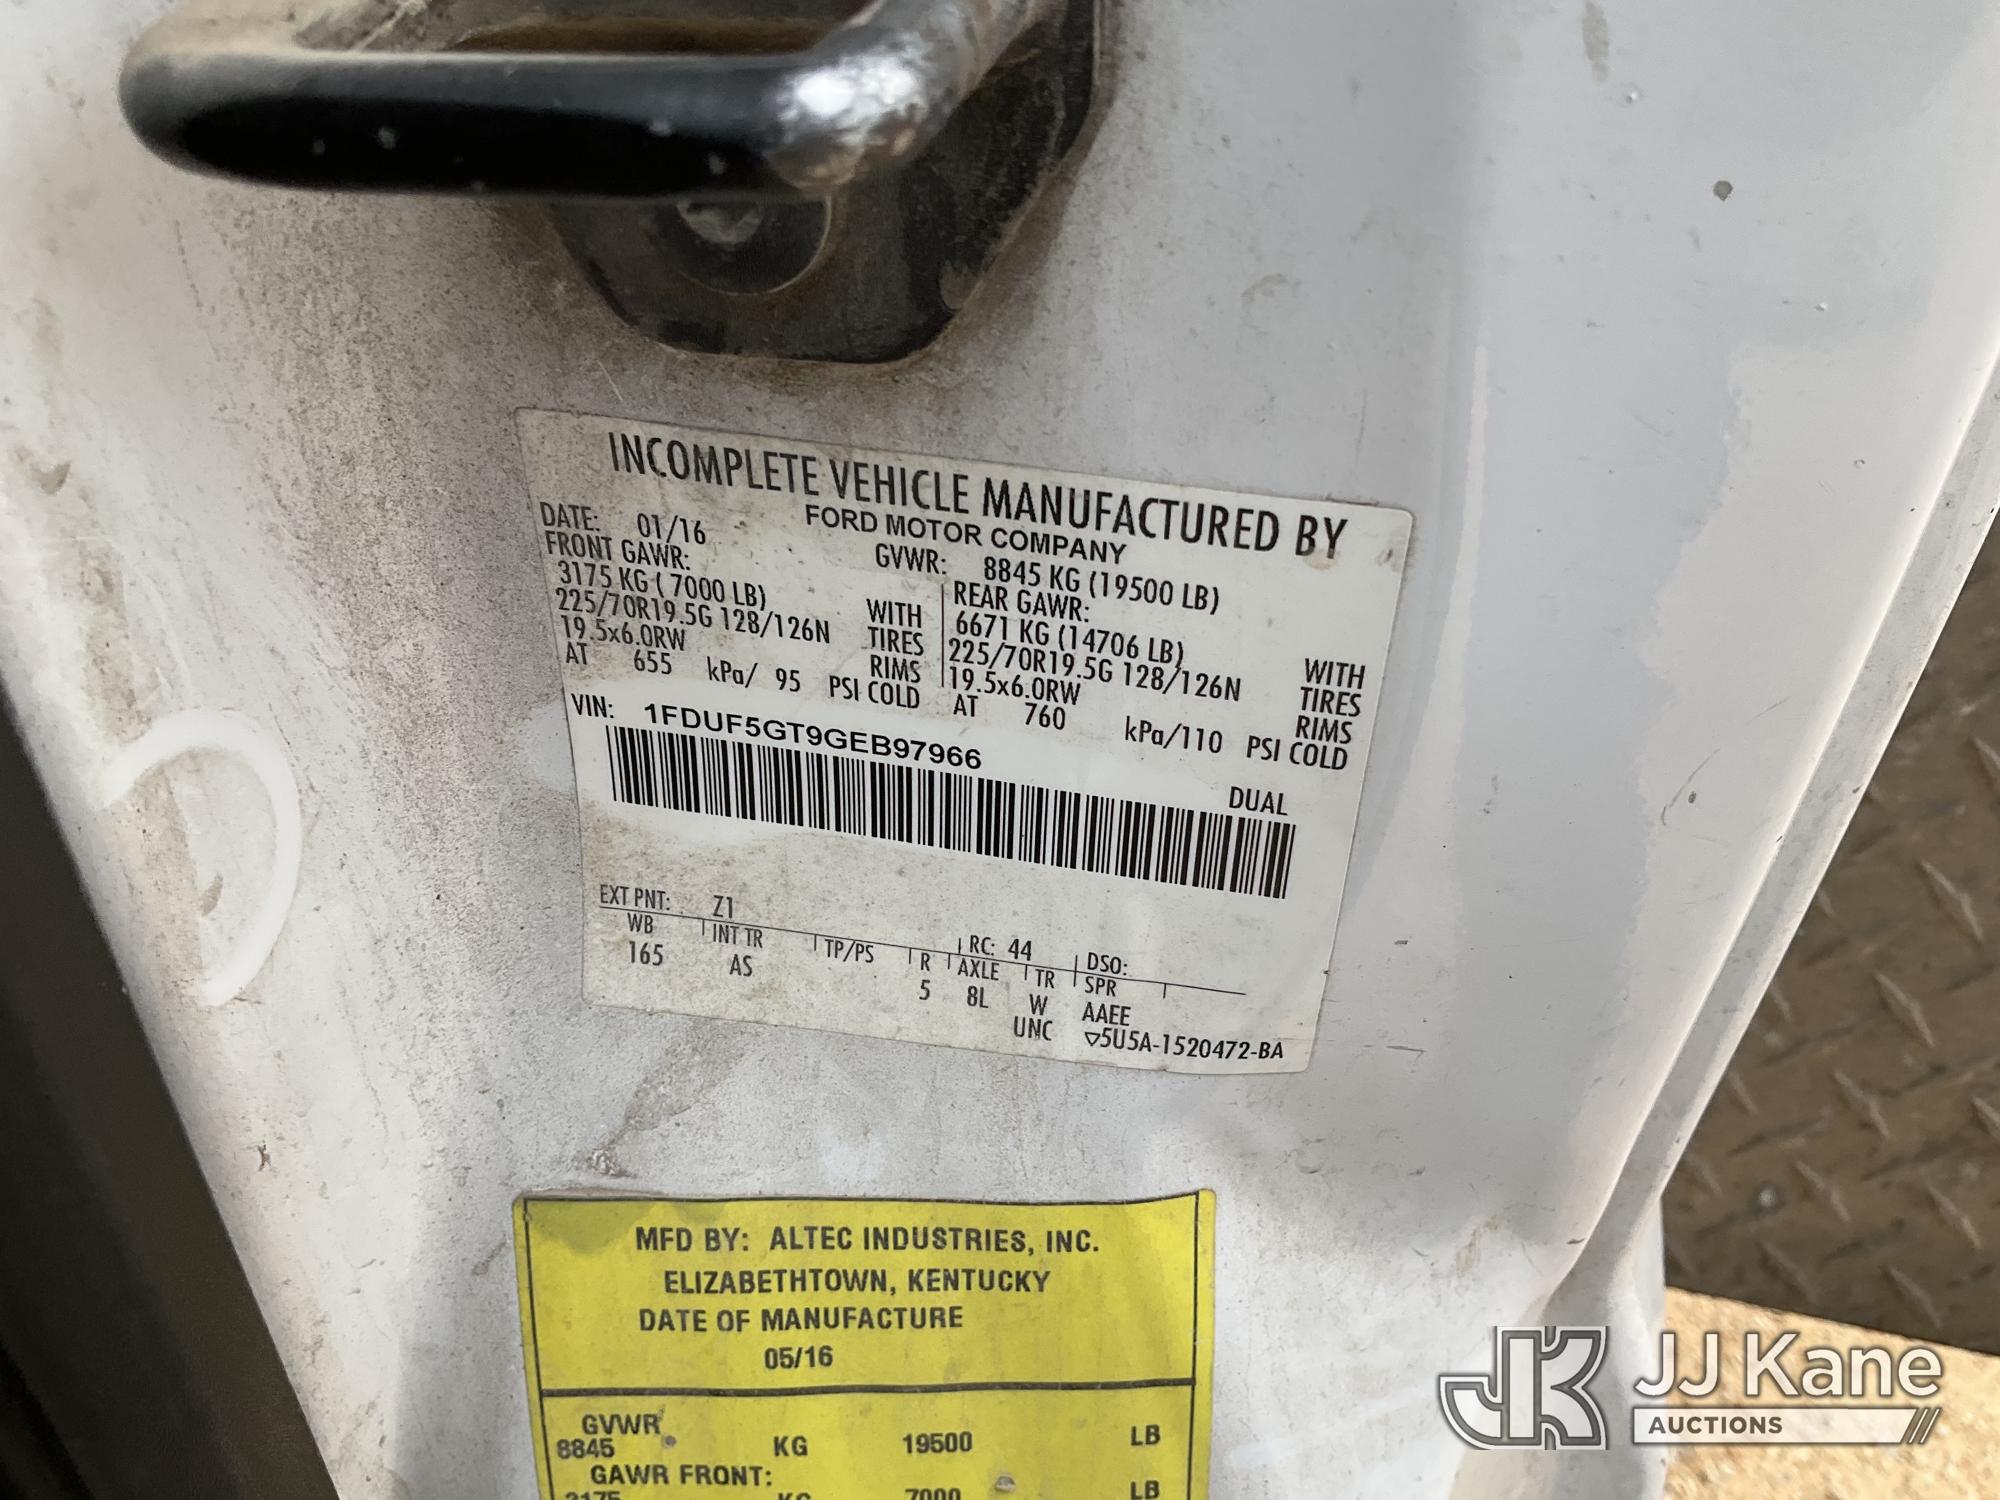 INCOMPLETE VEHICLE MANUFACTURED BY
FORD MOTOR COMPANY
DATE: 01/16 GVWR: 8845 KG (19500 LB)
FRONT GAWR: REAR GAWR:
3175 KG ( 7000 LB) WITH 6671 KG (14706 LB) WITH
225/70R19.5G 128/126N TIRES 225/70R19.5G 128/126N TIRES
19.5x6.0RW RIMS 19.5x6.0RW RIMS
AT 655 kPa/ 95 PSI COLD AT 760 kPa/110 PSI COLD
VIN: 1FDUF5GT9GEB97966
DUAL
EXT PNT: Z1 RC: 44 DSO:
WB INT TR TP/PS R AXLE TR SPR
165 AS 5 8L W AAEE
UNC ▽5U5A-1520472-BA
MFD BY: ALTEC INDUSTRIES, INC.
ELIZABETHTOWN, KENTUCKY
DATE OF MANUFACTURE
05/16
GVWR
8845 KG 19500 LB
GAWR FRONT:
3175 KG 7000 LB
JK JJ Kane
AUCTIONS